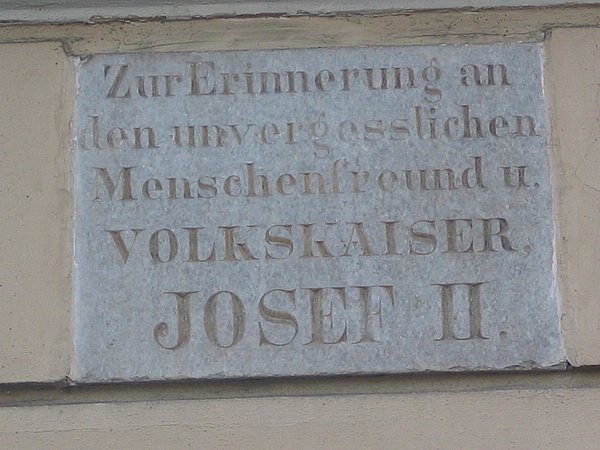 Zur Erinnerung an
den unvergesslichen
Menschenfreund u.
VOLKSKAISER,
JOSEF II.